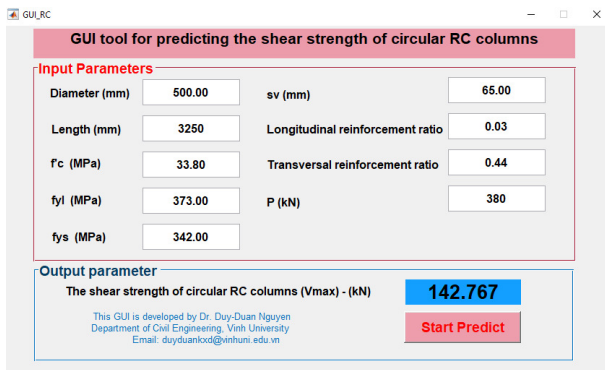 GUI_RC
GUI tool for predicting the shear strength of circular RC columns
Input Parameters
Diameter (mm) 500.00 sv (mm) 65.00
Length (mm) 3250 Longitudinal reinforcement ratio 0.03
f'c (MPa) 33.80 Transversal reinforcement ratio 0.44
fyl (MPa) 373.00 P (kN) 380
fys (MPa) 342.00
Output parameter
The shear strength of circular RC columns (Vmax) - (kN) 142.767
This GUI is developed by Dr. Duy-Duan Nguyen
Department of Civil Engineering, Vinh University
Email: duyduankxd@vinhuni.edu.vn
Start Predict